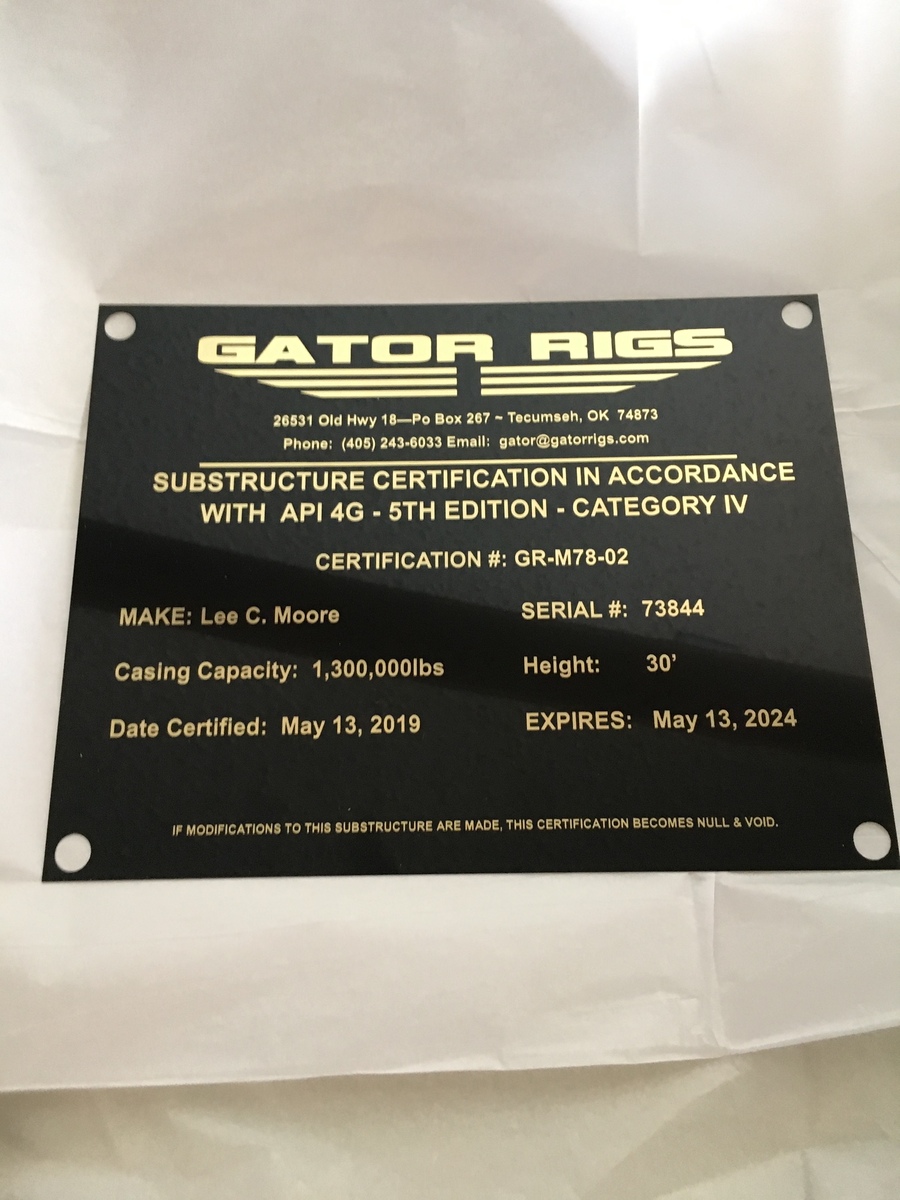 GATOR RIGS
26531 Old Hwy 18—Po Box 267 ~ Tecumseh, OK 74873
Phone: (405) 243-6033 Email: gator@gatorrigs.com
SUBSTRUCTURE CERTIFICATION IN ACCORDANCE
WITH API 4G - 5TH EDITION - CATEGORY IV
CERTIFICATION #: GR-M78-02
MAKE: Lee C. Moore SERIAL #: 73844
Casing Capacity: 1,300,000lbs Height: 30’
Date Certified: May 13, 2019 EXPIRES: May 13, 2024
IF MODIFICATIONS TO THIS SUBSTRUCTURE ARE MADE, THIS CERTIFICATION BECOMES NULL & VOID.